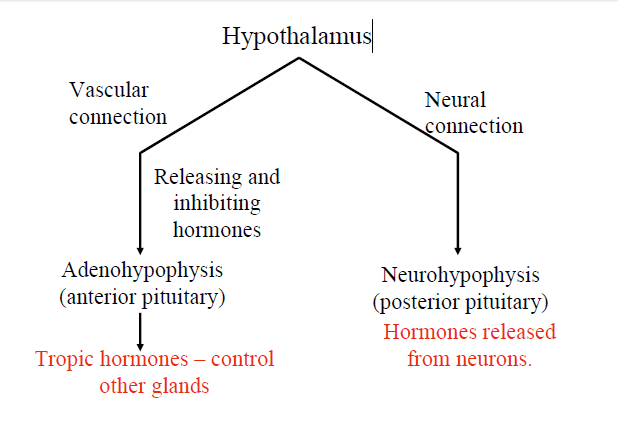 Hypothalamus
Vascular
connection
Neural
connection
Releasing and
inhibiting
hormones
Adenohypophysis
(anterior pituitary)
Neurohypophysis
(posterior pituitary)
Hormones released
from neurons.
Tropic hormones – control
other glands